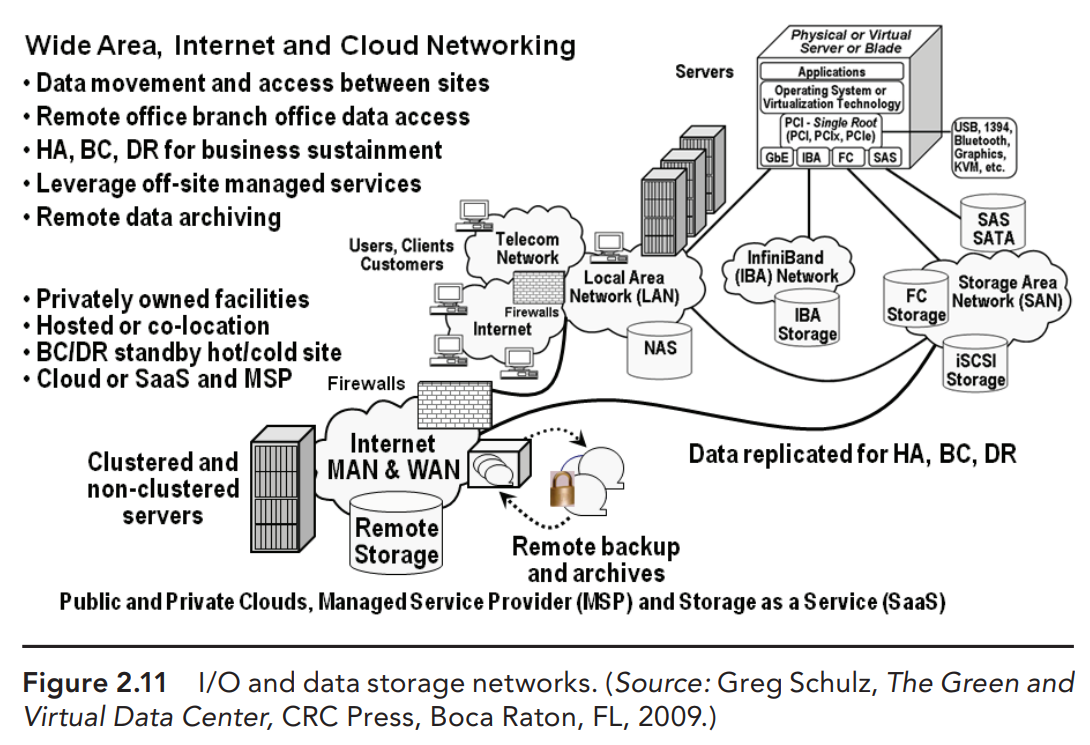 Wide Area, Internet and Cloud Networking
• Data movement and access between sites
• Remote office branch office data access
• HA, BC, DR for business sustainment
• Leverage off-site managed services
• Remote data archiving
• Privately owned facilities
• Hosted or co-location
• BC/DR standby hot/cold site
• Cloud or SaaS and MSP
Servers
Physical or Virtual
Server or Blade
Applications
Operating System or
Virtualization Technology
PCI - Single Root
(PCI, PCIx, PCIe)
GbE
IBA
FC
SAS
USB, 1394,
Bluetooth,
Graphics,
KVM, etc.
SAS
SATA
Users, Clients
Customers
Telecom
Network
Firewalls
Internet
Local Area
Network (LAN)
NAS
InfiniBand
(IBA) Network
IBA
Storage
FC
Storage
Storage Area
Network (SAN)
iSCSI
Storage
Firewalls
Internet
MAN & WAN
Clustered and
non-clustered
servers
Remote
Storage
Data replicated for HA, BC, DR
Remote backup
and archives
Public and Private Clouds, Managed Service Provider (MSP) and Storage as a Service (SaaS)
Figure 2.11 I/O and data storage networks. (Source: Greg Schulz, The Green and
Virtual Data Center, CRC Press, Boca Raton, FL, 2009.)